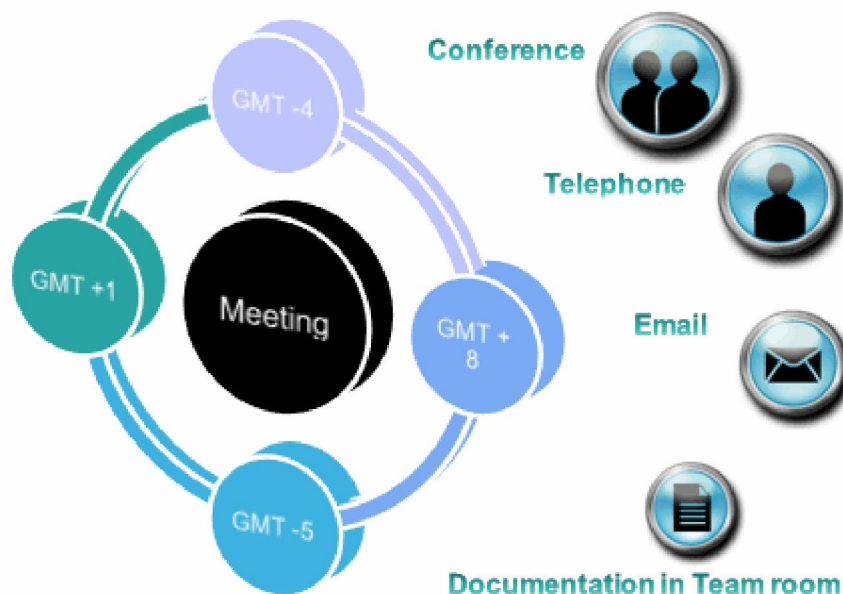 Conference
GMT -4
Telephone
GMT +1
Meeting
Email
GMT +
8
GMT -5
Documentation in Team room